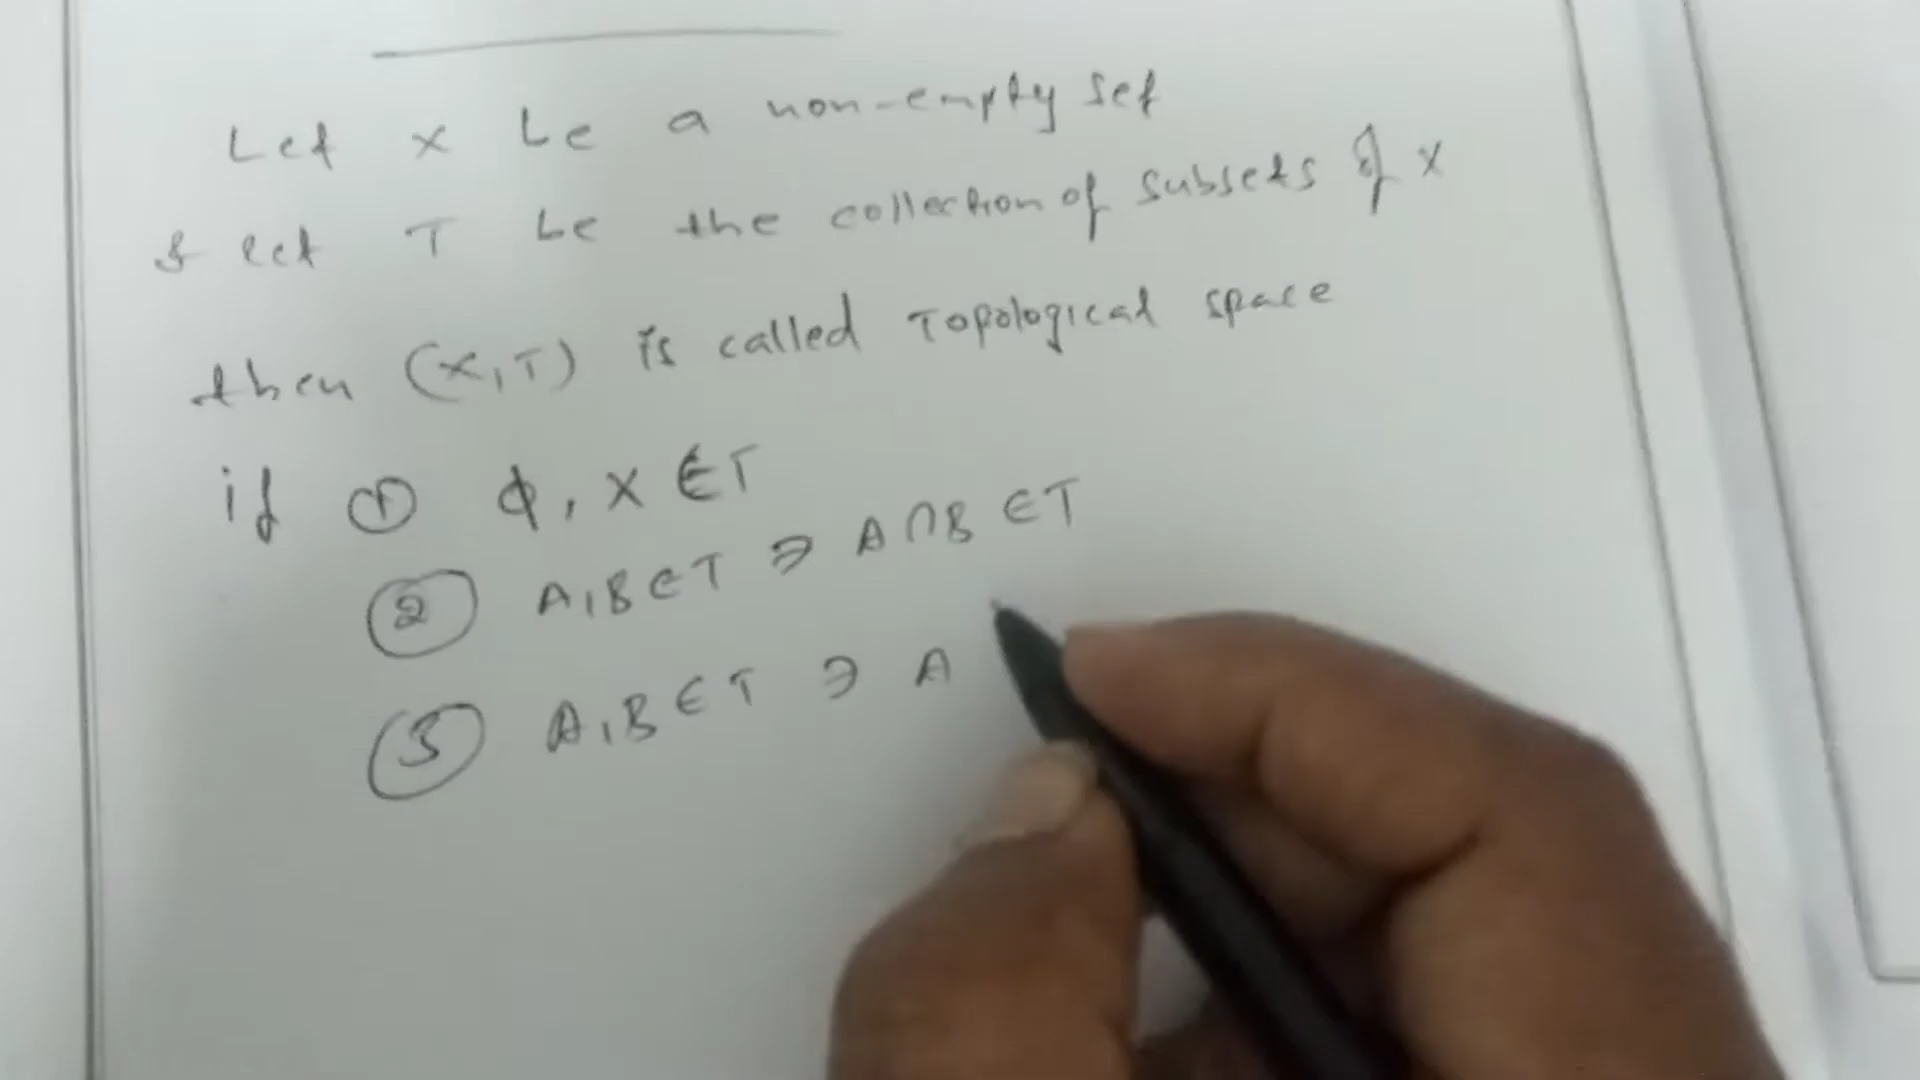 Let x be a non-empty set
& let T be the collection of subsets of X
then (X,T) is called Topological space
if ① ϕ, X ∈ T
② A,B ∈ T ∋ A ∩ B ∈ T
③ A,B ∈ T ∋ A